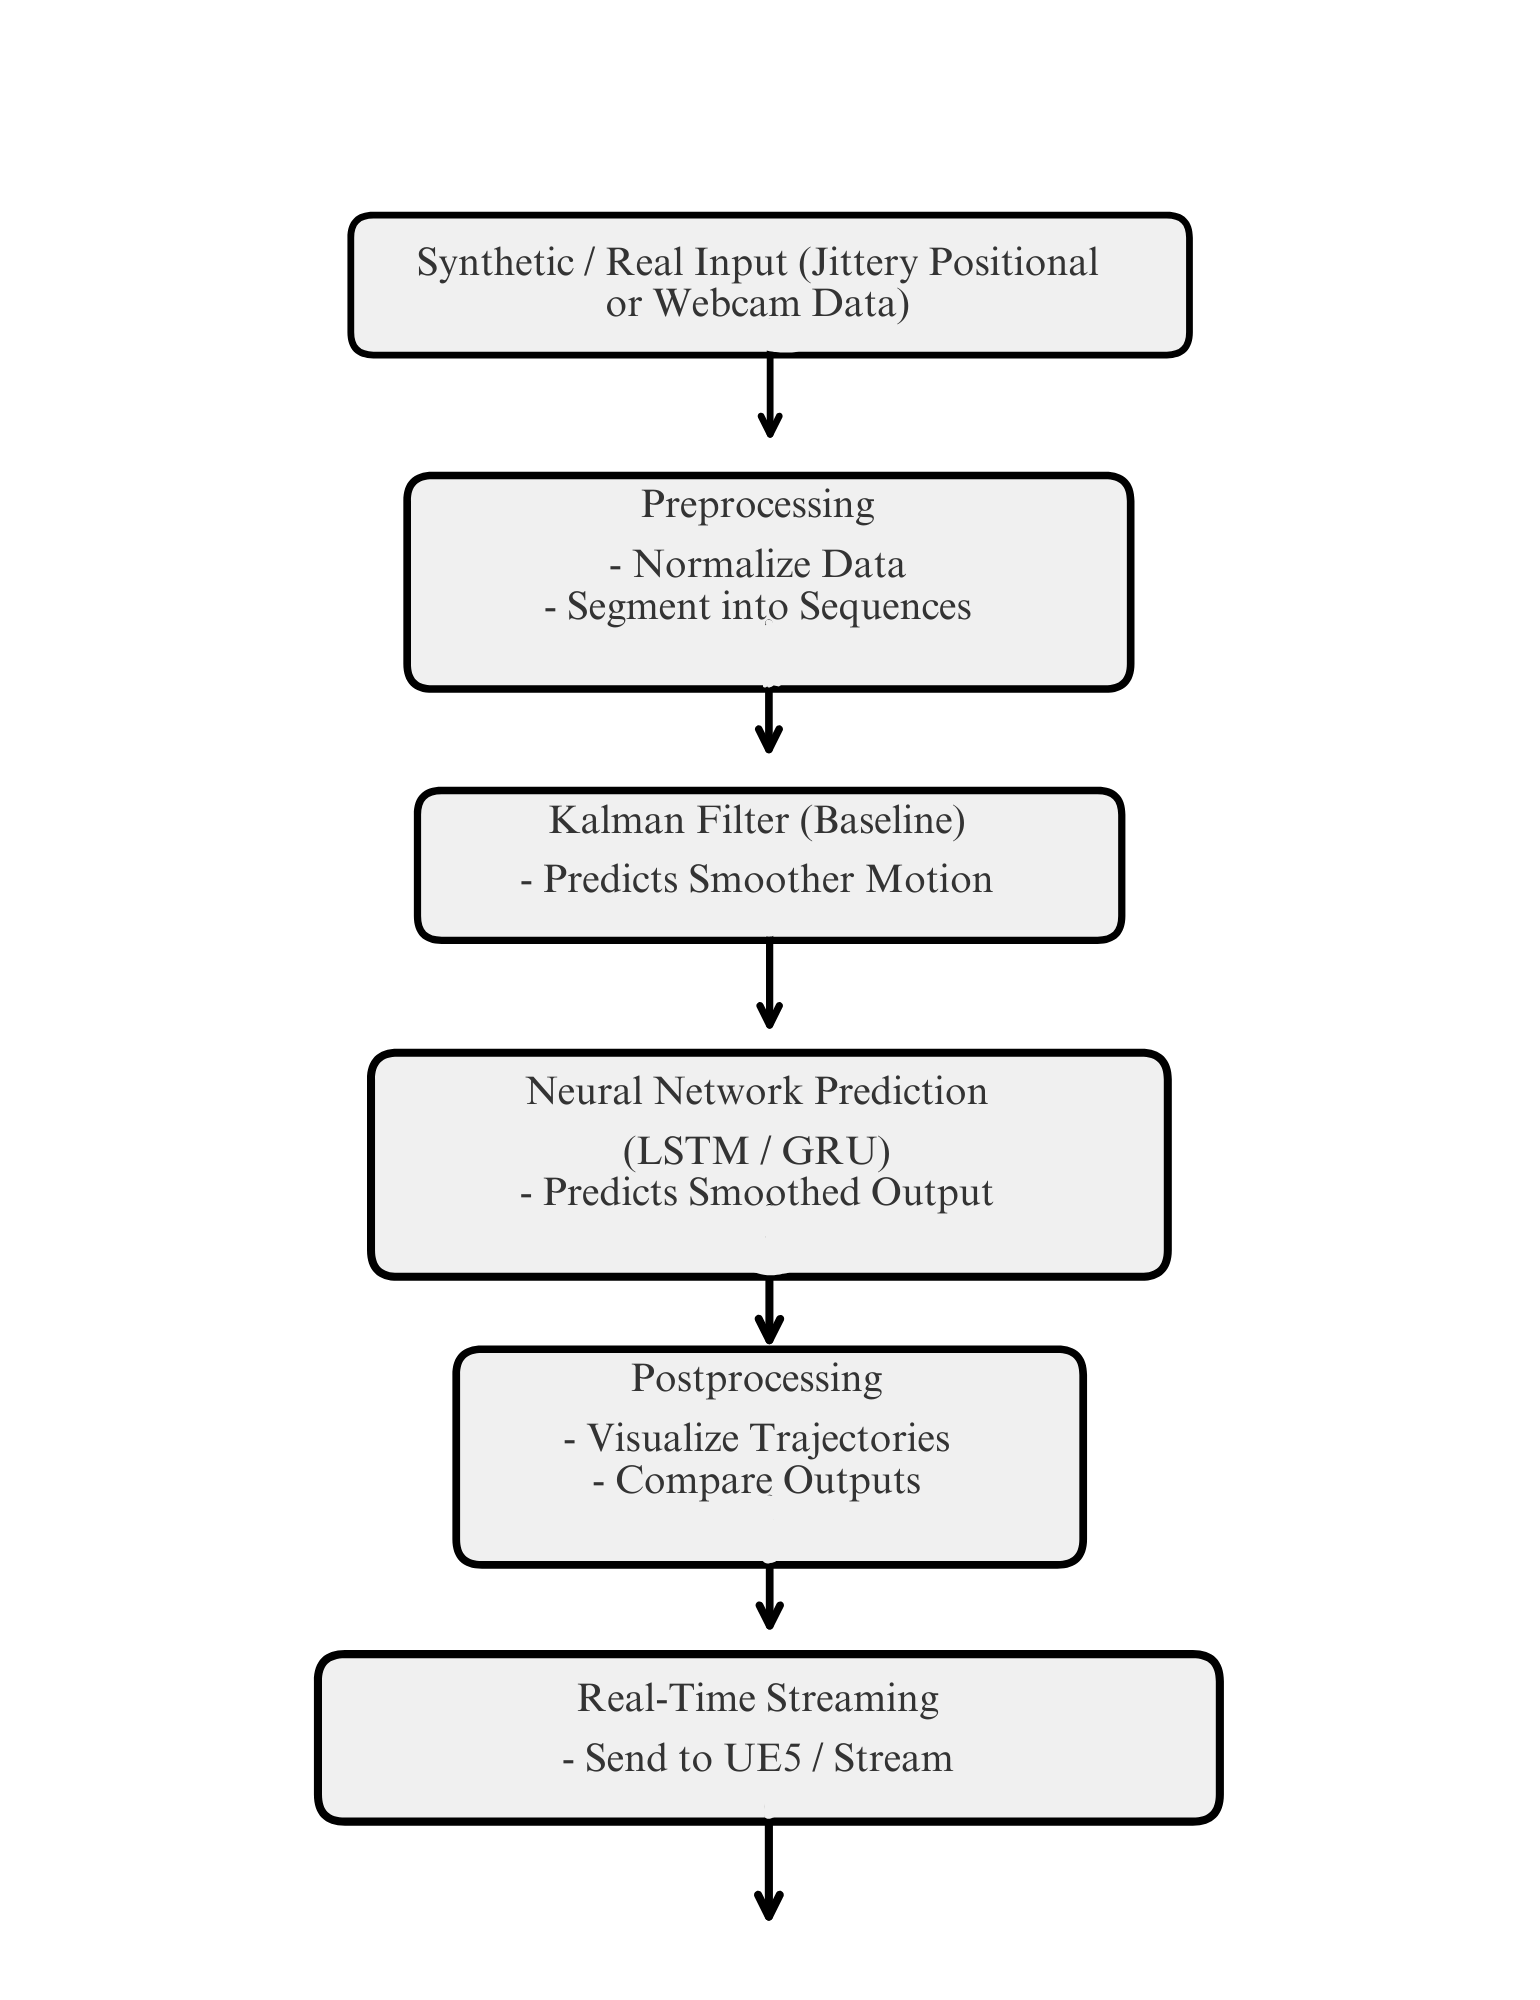 Synthetic / Real Input (Jittery Positional
or Webcam Data)
Preprocessing
- Normalize Data
- Segment into Sequences
Kalman Filter (Baseline)
- Predicts Smoother Motion
Neural Network Prediction
(LSTM / GRU)
- Predicts Smoothed Output
Postprocessing
- Visualize Trajectories
- Compare Outputs
Real-Time Streaming
- Send to UE5 / Stream